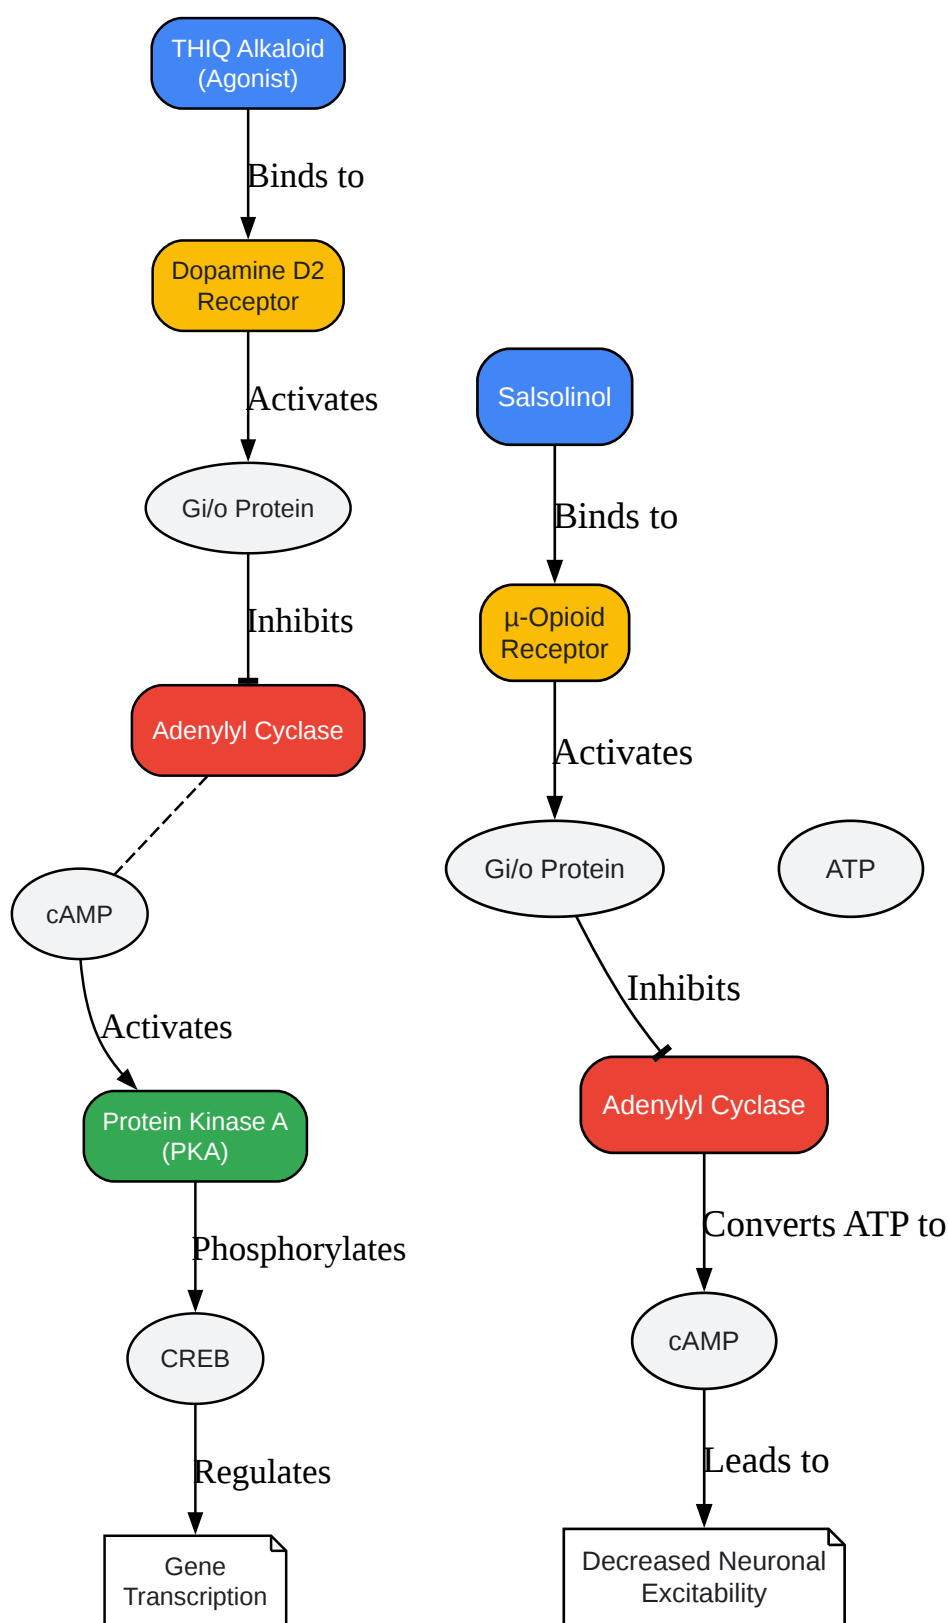 THIQ Alkaloid
(Agonist)
Binds to
Dopamine D2
Receptor
Activates
Gi/o Protein
Inhibits
Adenylyl Cyclase
cAMP
Activates
Protein Kinase A
(PKA)
Phosphorylates
CREB
Regulates
Gene
Transcription
Salsolinol
Binds to
µ-Opioid
Receptor
Activates
Gi/o Protein
ATP
Inhibits
Adenylyl Cyclase
Converts ATP to
cAMP
Leads to
Decreased Neuronal
Excitability